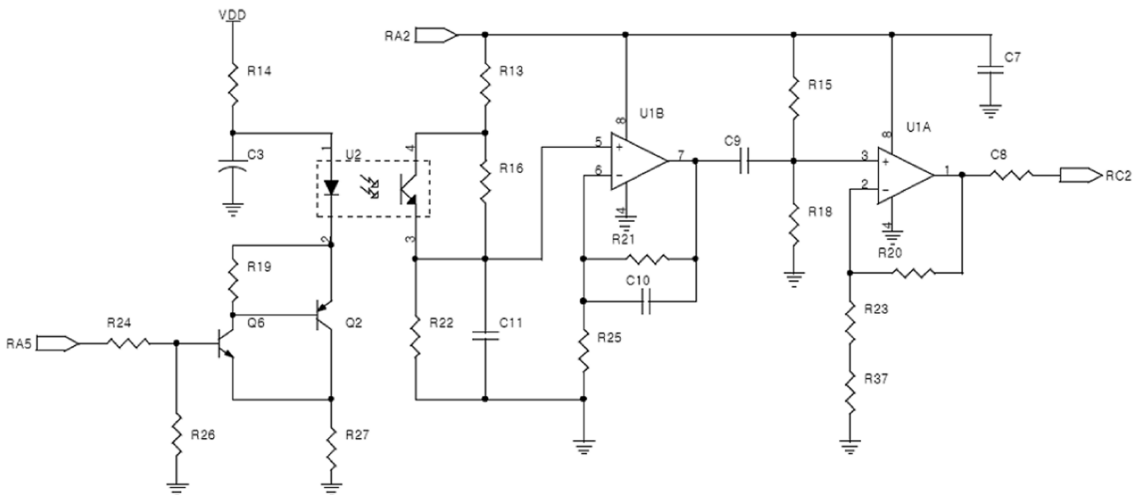 VDD
RA2
R14
R13
C7
R15
U1B
U1A
8
8
C3
1
U2
4
5
+
C9
3
+
C8
R16
7
1
RC2
6
−
2
−
4
R18
4
2
3
R21
R20
R19
C10
R24
Q6
Q2
R22
C11
R25
R23
RA5
R37
R26
R27